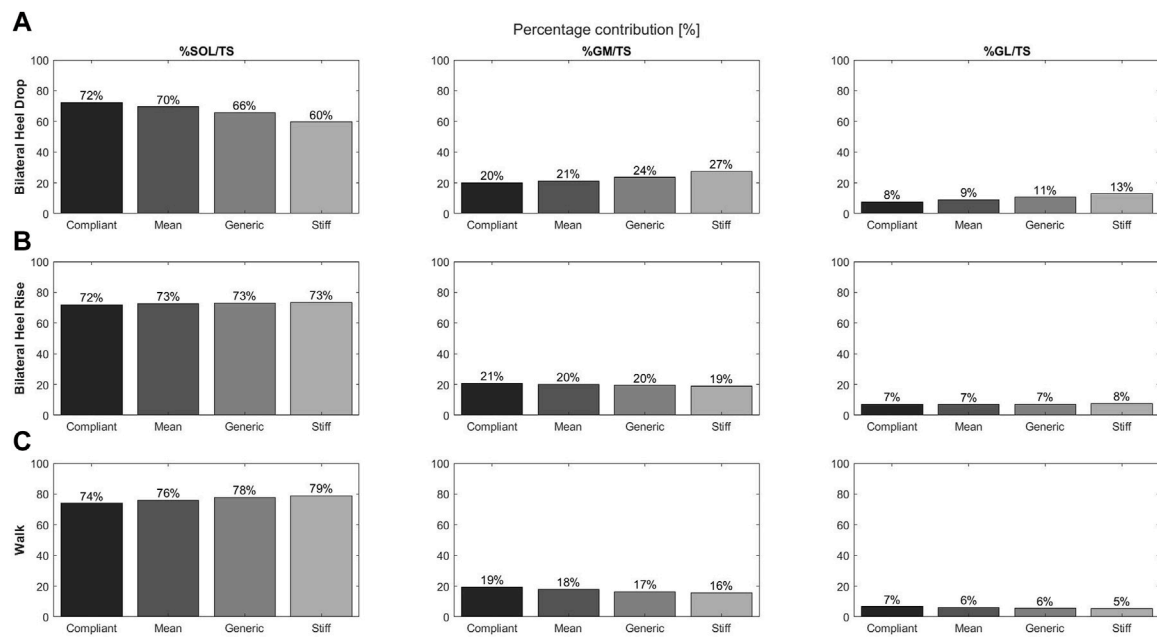 A
Percentage contribution [%]
%SOL/TS %GM/TS %GL/TS
Bilateral Heel Drop
100 80 60 40 20 0
72% 70% 66% 60%
Compliant Mean Generic Stiff
100 80 60 40 20 0
20% 21% 24% 27%
Compliant Mean Generic Stiff
100 80 60 40 20 0
8% 9% 11% 13%
Compliant Mean Generic Stiff
B
Bilateral Heel Rise
100 80 60 40 20 0
72% 73% 73% 73%
Compliant Mean Generic Stiff
100 80 60 40 20 0
21% 20% 20% 19%
Compliant Mean Generic Stiff
100 80 60 40 20 0
7% 7% 7% 8%
Compliant Mean Generic Stiff
C
Walk
100 80 60 40 20 0
74% 76% 78% 79%
Compliant Mean Generic Stiff
100 80 60 40 20 0
19% 18% 17% 16%
Compliant Mean Generic Stiff
100 80 60 40 20 0
7% 6% 6% 5%
Compliant Mean Generic Stiff